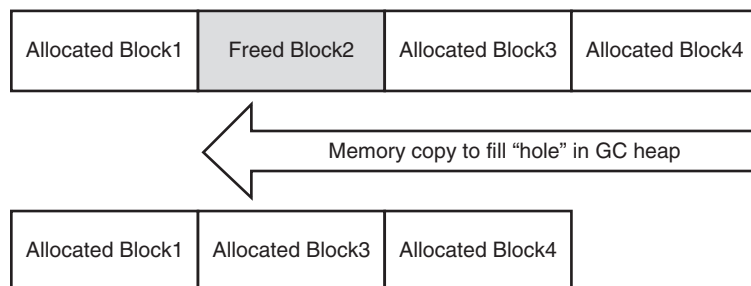 Allocated Block1 Freed Block2 Allocated Block3 Allocated Block4
Memory copy to fill “hole” in GC heap
Allocated Block1 Allocated Block3 Allocated Block4